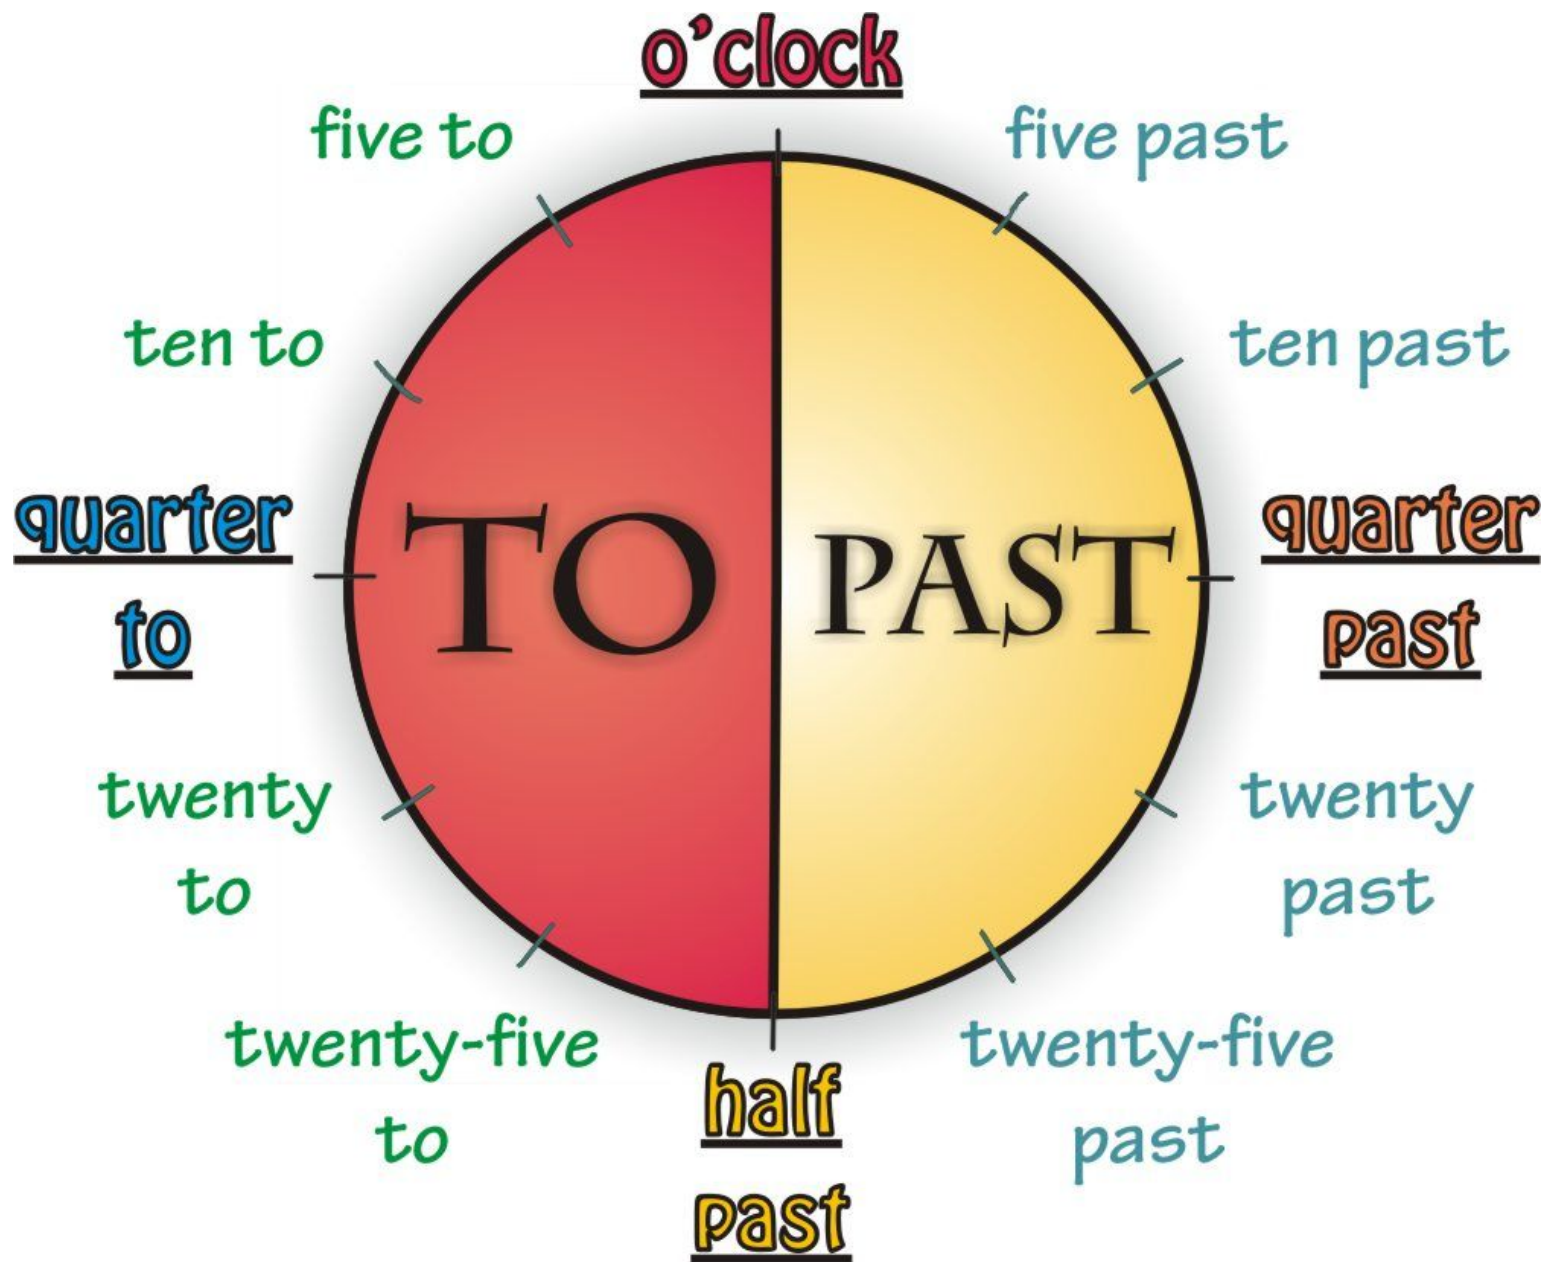 o'clock
five past
ten past
quarter
past
twenty
past
twenty-five
past
half
past
twenty-five
to
twenty
to
quarter
to
ten to
five to
TO
PAST